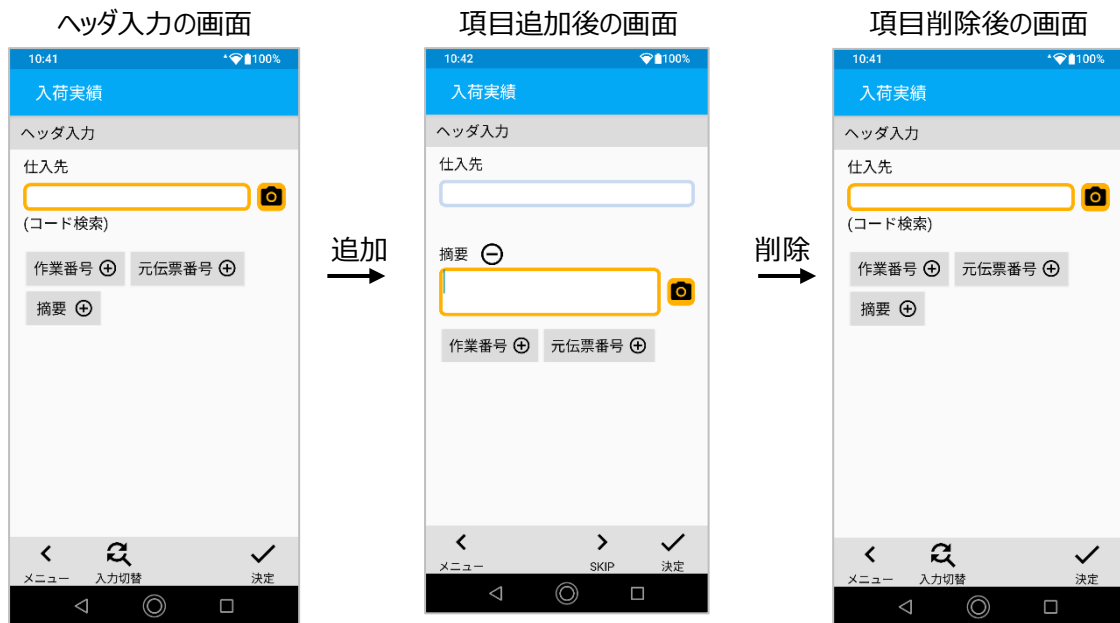 ヘッダ入力の画面
10:41
100%
入荷実績
ヘッダ入力
仕入先
(コード検索)
作業番号 元伝票番号
摘要
メニュー 入力切替 決定
追加
項目追加後の画面
10:42
100%
入荷実績
ヘッダ入力
仕入先
摘要
作業番号 元伝票番号
メニュー SKIP 決定
削除
項目削除後の画面
10:41
100%
入荷実績
ヘッダ入力
仕入先
(コード検索)
作業番号 元伝票番号
摘要
メニュー 入力切替 決定